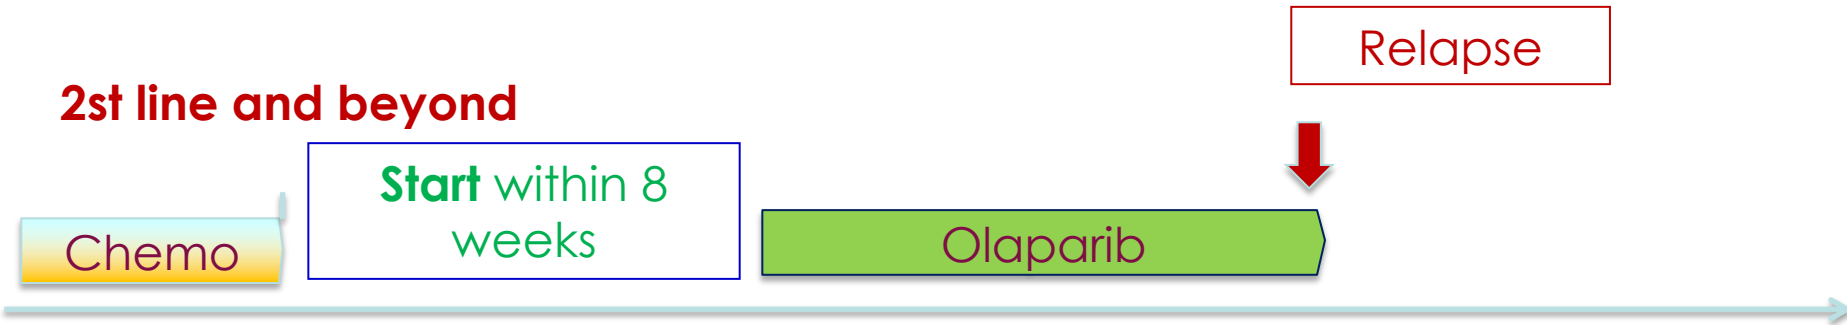 Relapse
2st line and beyond
Start within 8
weeks
Chemo
Olaparib